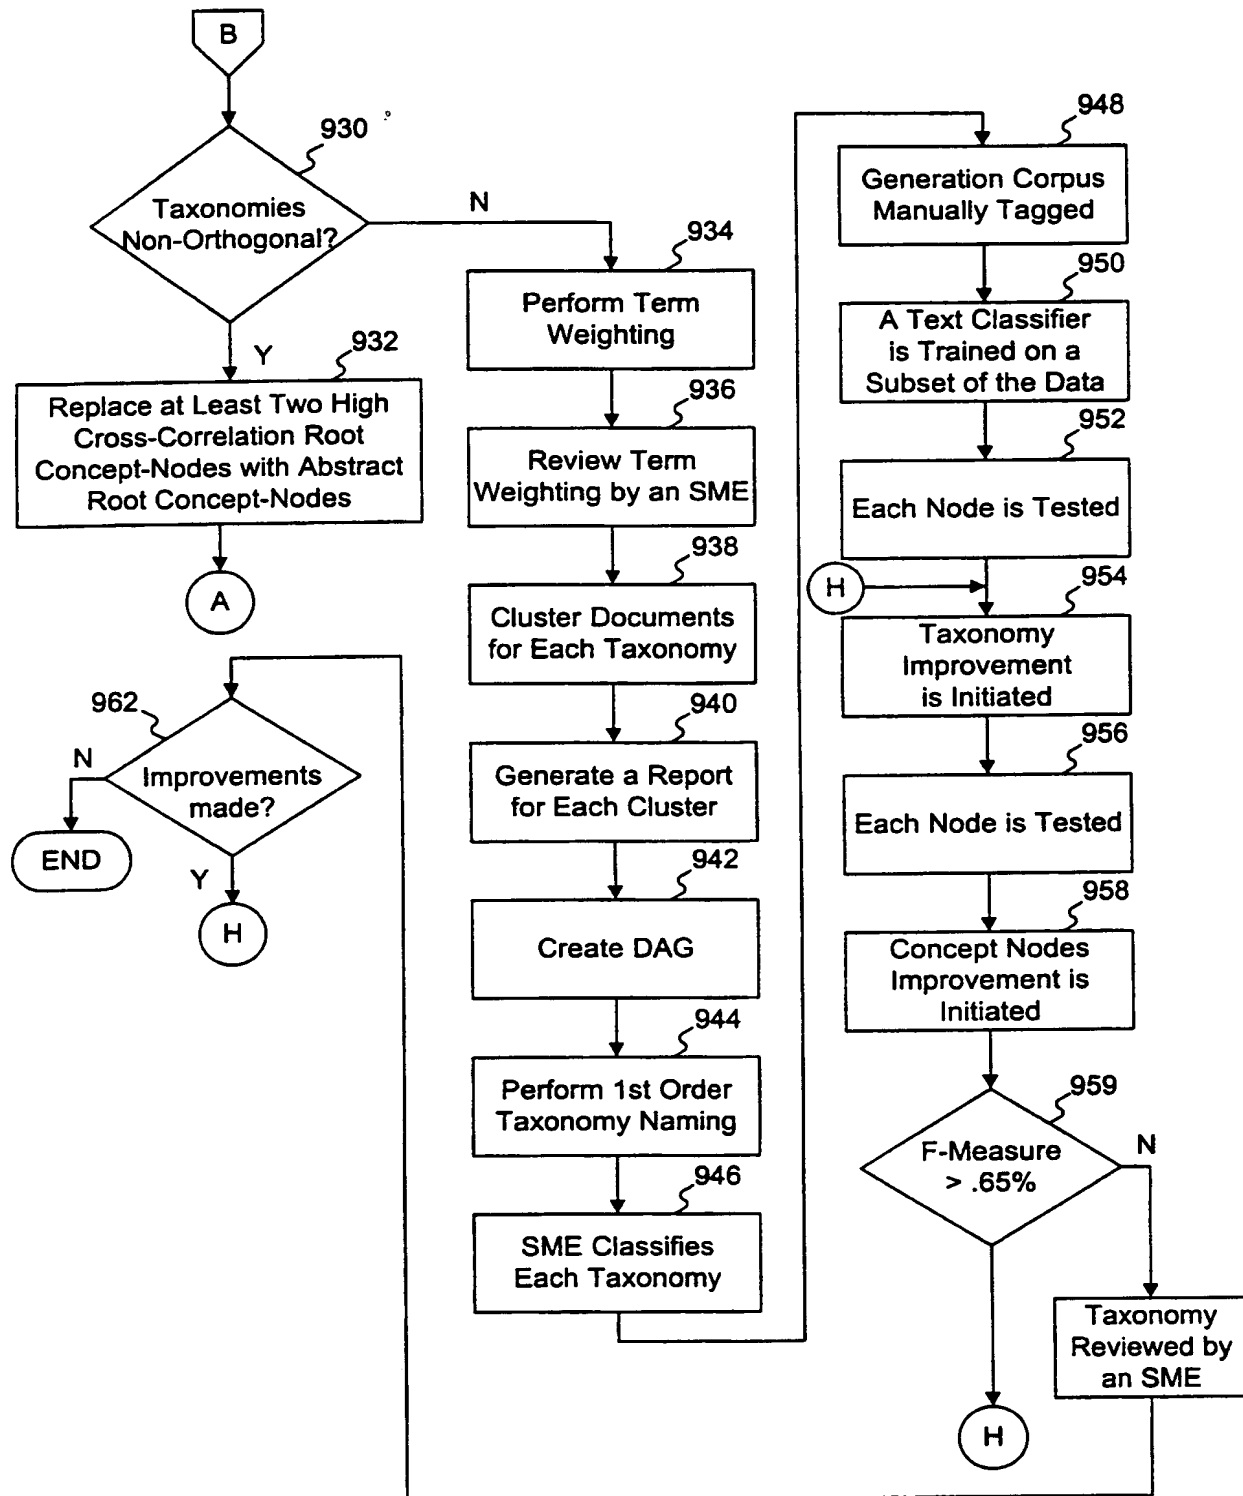 B
930
Taxonomies
Non-Orthogonal?
N
Y
932
Replace at Least Two High
Cross-Correlation Root
Concept-Nodes with Abstract
Root Concept-Nodes
A
962
Improvements
made?
N
END
Y
H
934
Perform Term
Weighting
936
Review Term
Weighting by an SME
938
Cluster Documents
for Each Taxonomy
940
Generate a Report
for Each Cluster
942
Create DAG
944
Perform 1st Order
Taxonomy Naming
946
SME Classifies
Each Taxonomy
948
Generation Corpus
Manually Tagged
950
A Text Classifier
is Trained on a
Subset of the Data
952
Each Node is Tested
H
954
Taxonomy
Improvement
is Initiated
956
Each Node is Tested
958
Concept Nodes
Improvement is
Initiated
959
F-Measure
> .65%
N
Taxonomy
Reviewed by
an SME
H